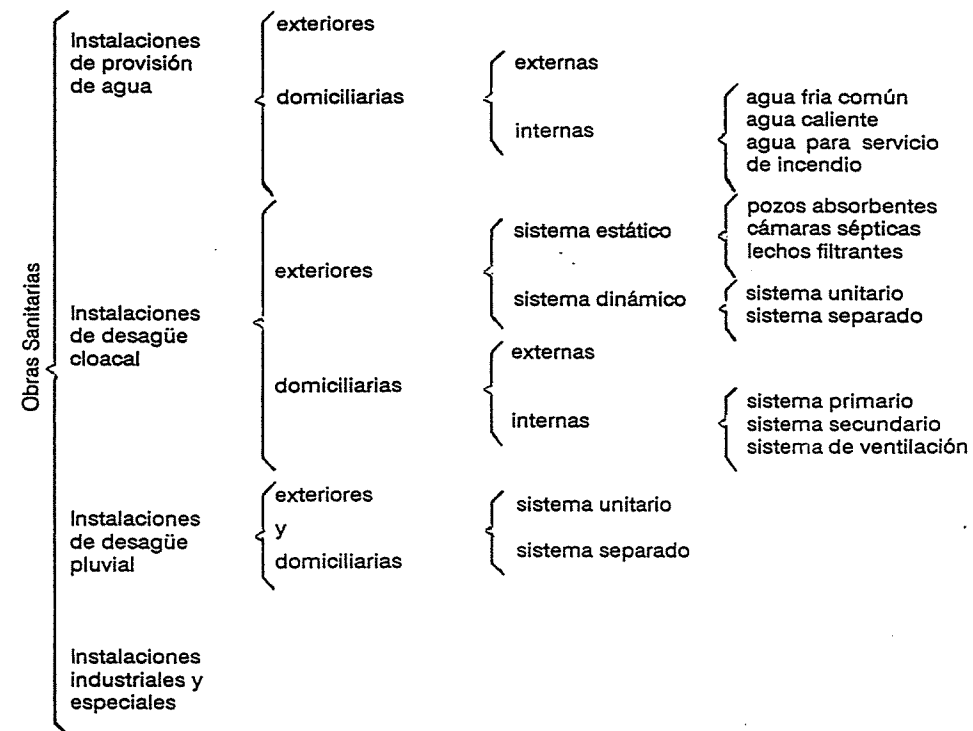 Obras Sanitarias
Instalaciones
de provisión
de agua
exteriores
domiciliarias
externas
internas
agua fria común
agua caliente
agua para servicio
de incendio
Instalaciones
de desagüe
cloacal
exteriores
sistema estático
pozos absorbentes
cámaras sépticas
lechos filtrantes
sistema dinámico
sistema unitario
sistema separado
domiciliarias
externas
internas
sistema primario
sistema secundario
sistema de ventilación
Instalaciones
de desagüe
pluvial
exteriores
y
domiciliarias
sistema unitario
sistema separado
Instalaciones
industriales y
especiales